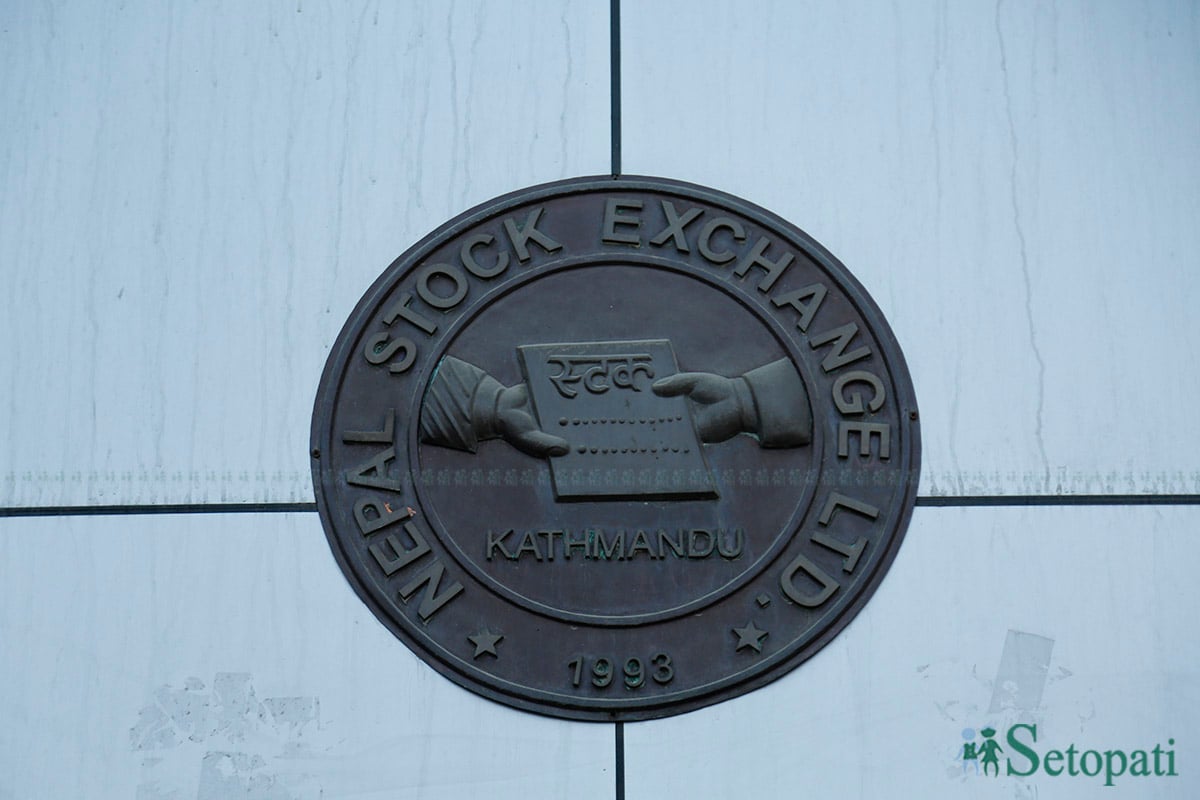 NEPAL STOCK EXCHANGE LTD.
स्टक
KATHMANDU
1993
Setopati